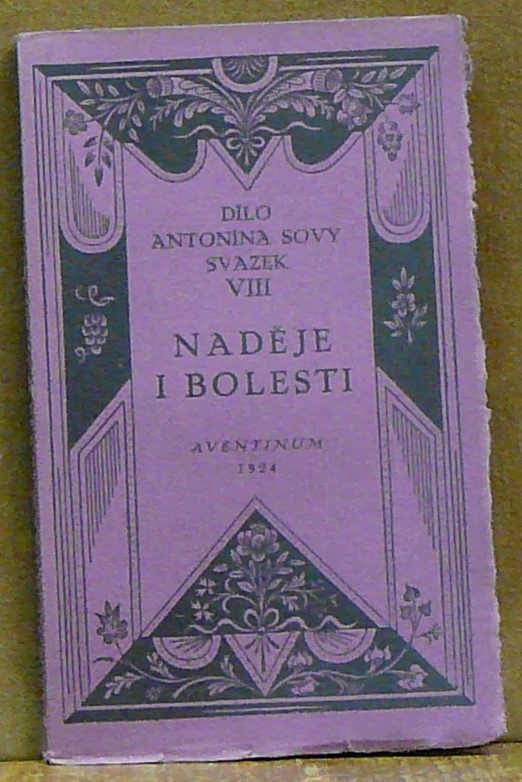 DÍLO
ANTONÍNA SOVY
SVAZEK
VIII
NADĚJE
I BOLESTI
AVENTINUM
1924